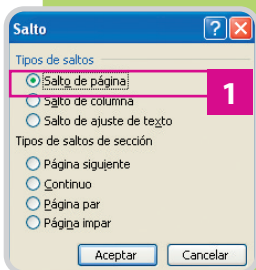 Salto
Tipos de saltos
Salto de página
1
Salto de columna
Salto de ajuste de texto
Tipos de saltos de sección
Página siguiente
Continuo
Página par
Página impar
Aceptar Cancelar